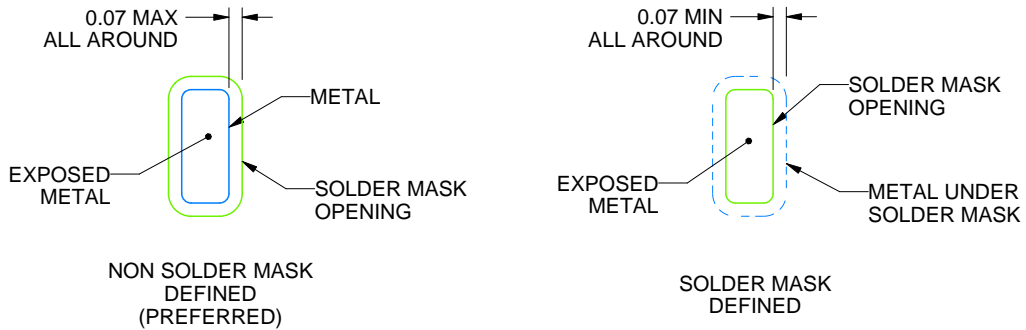 0.07 MAX
ALL AROUND
METAL
EXPOSED
METAL
SOLDER MASK
OPENING
NON SOLDER MASK
DEFINED
(PREFERRED)
0.07 MIN
ALL AROUND
SOLDER MASK
OPENING
EXPOSED
METAL
METAL UNDER
SOLDER MASK
SOLDER MASK
DEFINED